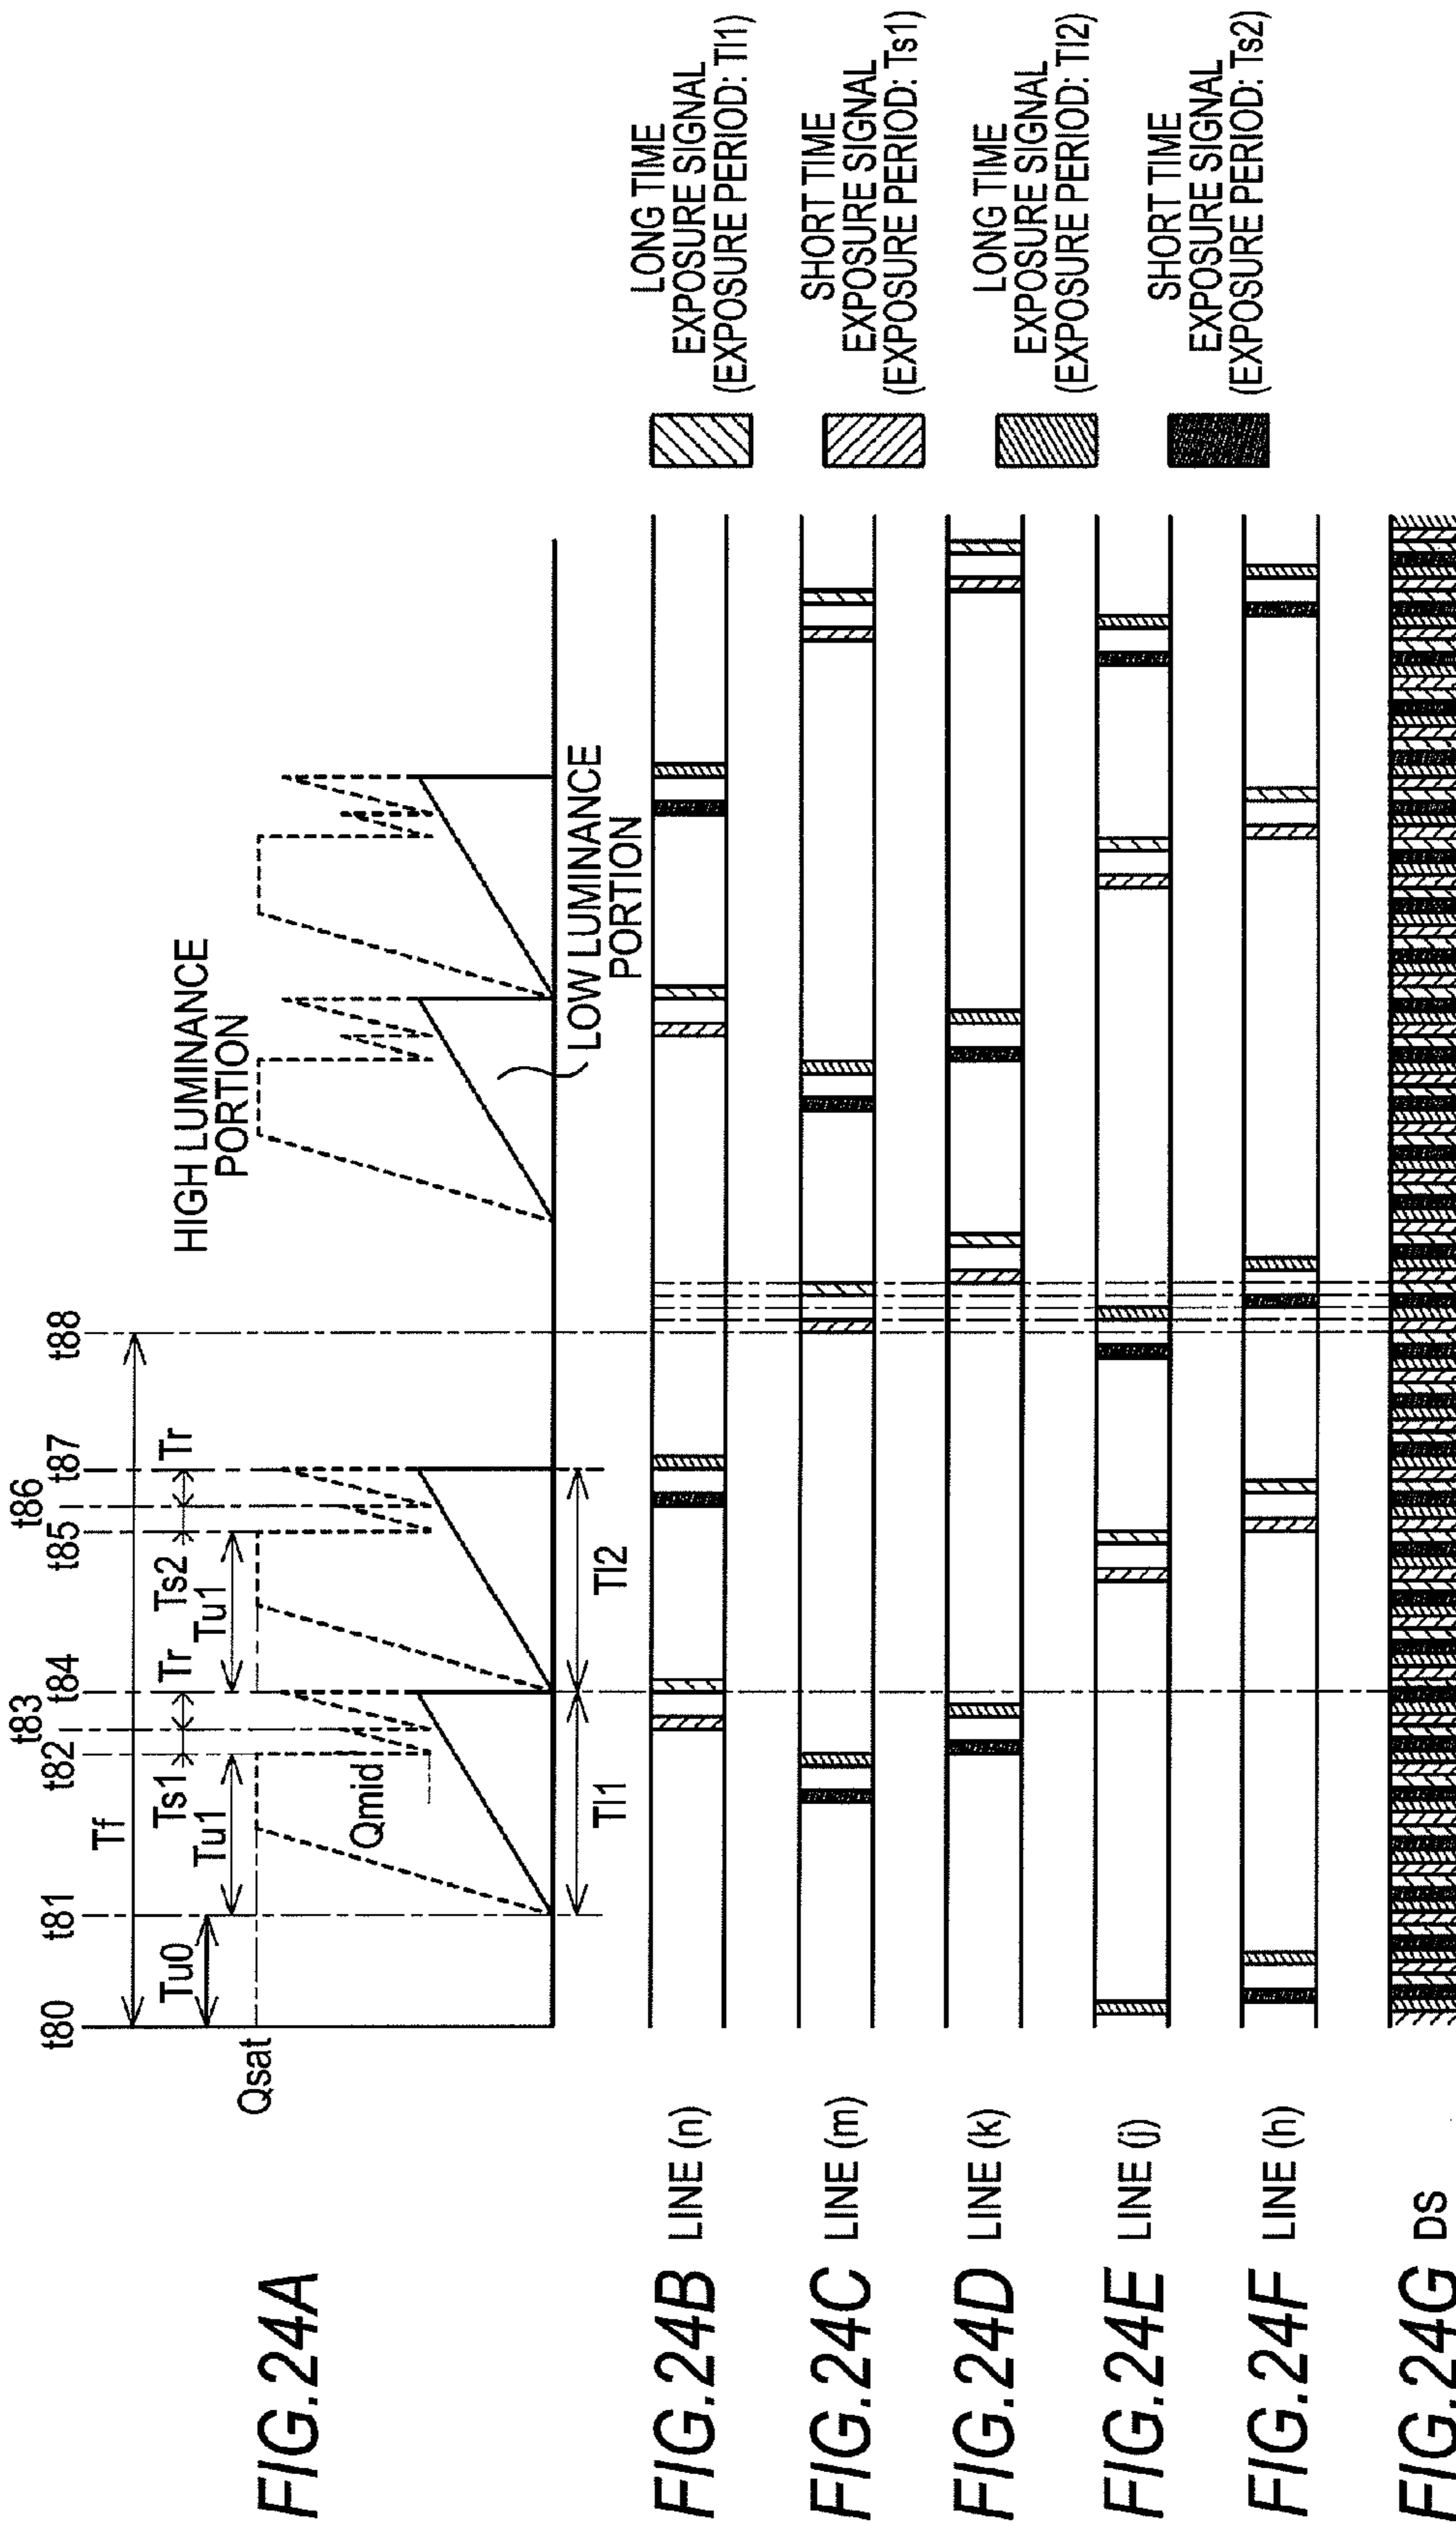 FIG.24A
t80
t81
t82
t83
t84
t85
t86
t87
t88
Tf
Tu0
Ts1
Tr
Ts2
Tr
Tu1
Tu1
Qsat
Qmid
HIGH LUMINANCE
PORTION
LOW LUMINANCE
PORTION
Tl1
Tl2
FIG.24B LINE (n)
FIG.24C LINE (m)
FIG.24D LINE (k)
FIG.24E LINE (j)
FIG.24F LINE (h)
FIG.24G DS
LONG TIME
EXPOSURE SIGNAL
(EXPOSURE PERIOD: Tl1)
SHORT TIME
EXPOSURE SIGNAL
(EXPOSURE PERIOD: Ts1)
LONG TIME
EXPOSURE SIGNAL
(EXPOSURE PERIOD: Tl2)
SHORT TIME
EXPOSURE SIGNAL
(EXPOSURE PERIOD: Ts2)